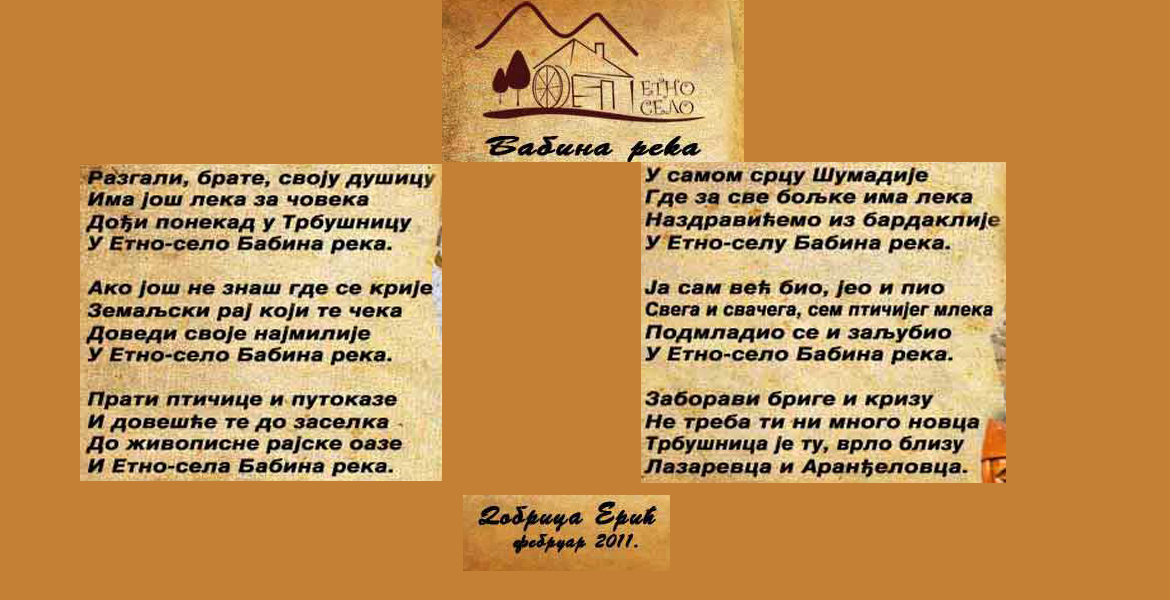 ЕТНО
СЕЛО
Бабина река
Разгали, брате, своју душицу
Има још лека за човека
Дођи понекад у Трбушницу
У Етно-село Бабина река.
Ако још не знаш где се крије
Земаљски рај који те чека
Доведи своје најмилије
У Етно-село Бабина река.
Прати птичице и путоказе
И довешће те до заселка
До живописне рајске оазе
И Етно-села Бабина река.
У самом срцу Шумадије
Где за све бољке има лека
Наздравићемо из бардаклије
У Етно-селу Бабина река.
Ја сам већ био, јео и пио
Свега и свачега, сем птичијег млека
Подмладио се и заљубио
У Етно-село Бабина река.
Заборави бриге и кризу
Не треба ти ни много новца
Трбушница је ту, врло близу
Лазаревца и Аранђеловца.
Добрица Ерић
фебруар 2011.